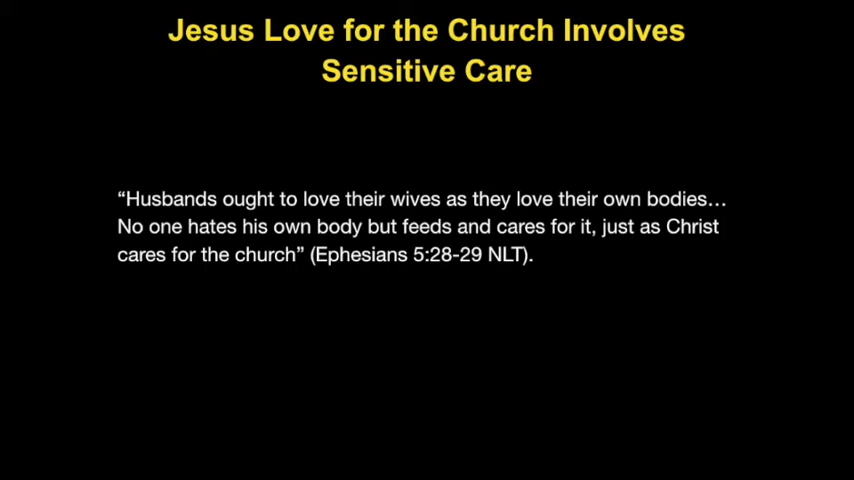 Jesus Love for the Church Involves
Sensitive Care
“Husbands ought to love their wives as they love their own bodies…
No one hates his own body but feeds and cares for it, just as Christ
cares for the church” (Ephesians 5:28-29 NLT).